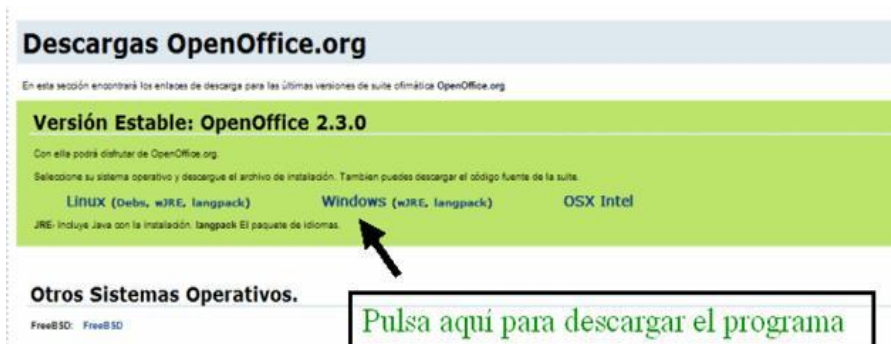 Descargas OpenOffice.org
En esta sección encontrará los enlaces de descarga para las últimas versiones de suite ofimática OpenOffice.org
Versión Estable: OpenOffice 2.3.0
Con ella podrá disfrutar de OpenOffice.org.
Seleccione su sistema operativo y descargue el archivo de instalación. Tambien puedes descargar el código fuente de la suite.
Linux (Debs, wJRE, langpack) Windows (wJRE, langpack) OSX Intel
JRE- Incluye Java con la instalación. langpack El paquete de idiomas.
Otros Sistemas Operativos.
FreeBSD: FreeBSD
Pulsa aquí para descargar el programa